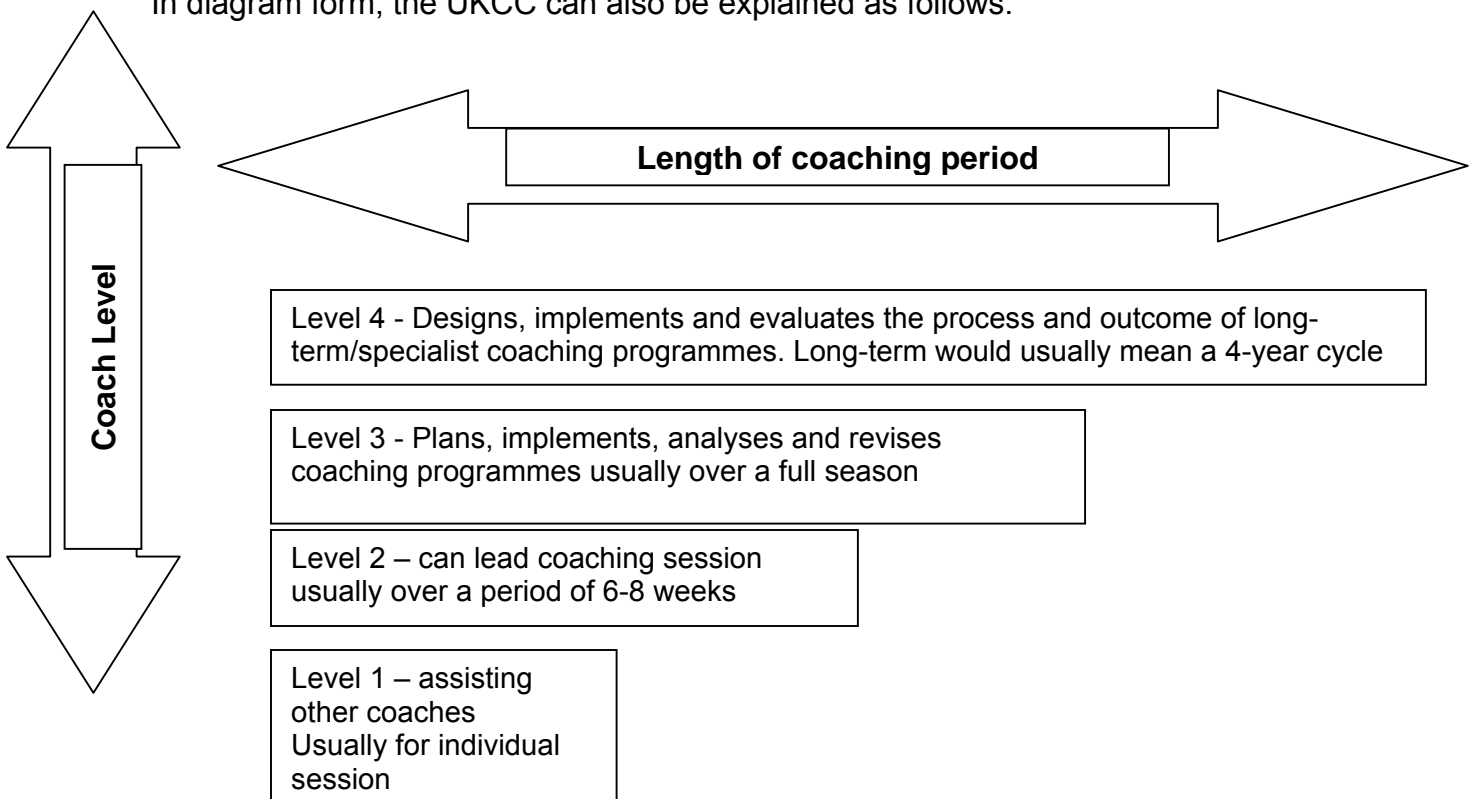 In diagram form, the UKCC can also be explained as follows:
Length of coaching period
Coach Level
Level 4 - Designs, implements and evaluates the process and outcome of long-
term/specialist coaching programmes. Long-term would usually mean a 4-year cycle
Level 3 - Plans, implements, analyses and revises
coaching programmes usually over a full season
Level 2 – can lead coaching session
usually over a period of 6-8 weeks
Level 1 – assisting
other coaches
Usually for individual
session